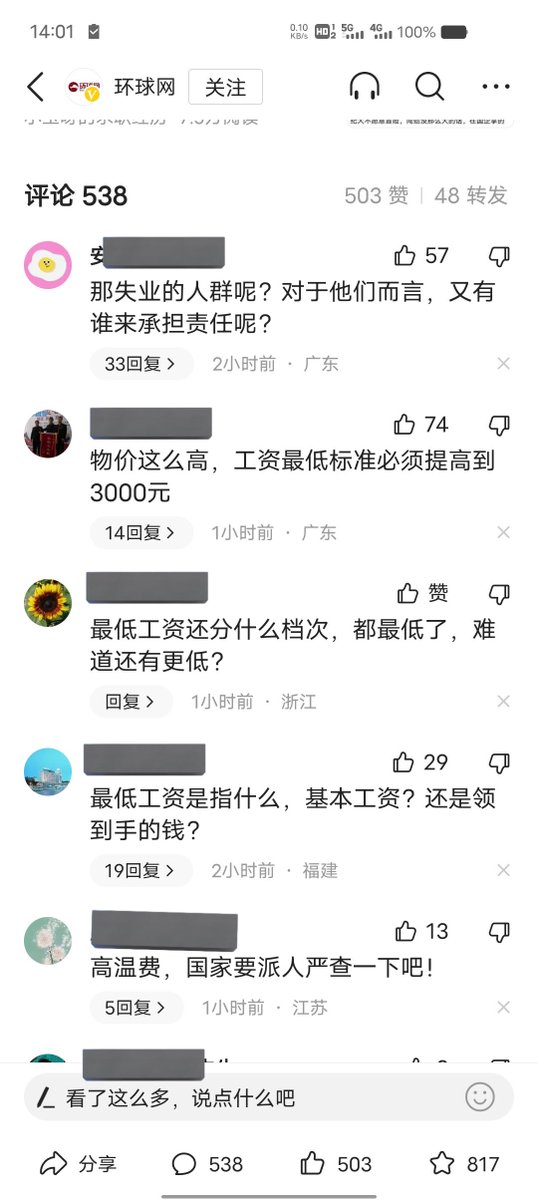 14:01
0.10
KB/s
HD 1 2
5G
4G
100%
环球网
关注
评论 538
503 赞
48 转发
安
57
那失业的人群呢？对于他们而言，又有
谁来承担责任呢？
33回复
2小时前 · 广东
74
物价这么高，工资最低标准必须提高到
3000元
14回复
1小时前 · 广东
赞
最低工资还分什么档次，都最低了，难
道还有更低？
回复
1小时前 · 浙江
29
最低工资是指什么，基本工资？还是领
到手的钱？
19回复
2小时前 · 福建
13
高温费，国家要派人严查一下吧！
5回复
1小时前 · 江苏
看了这么多，说点什么吧
分享
538
503
817